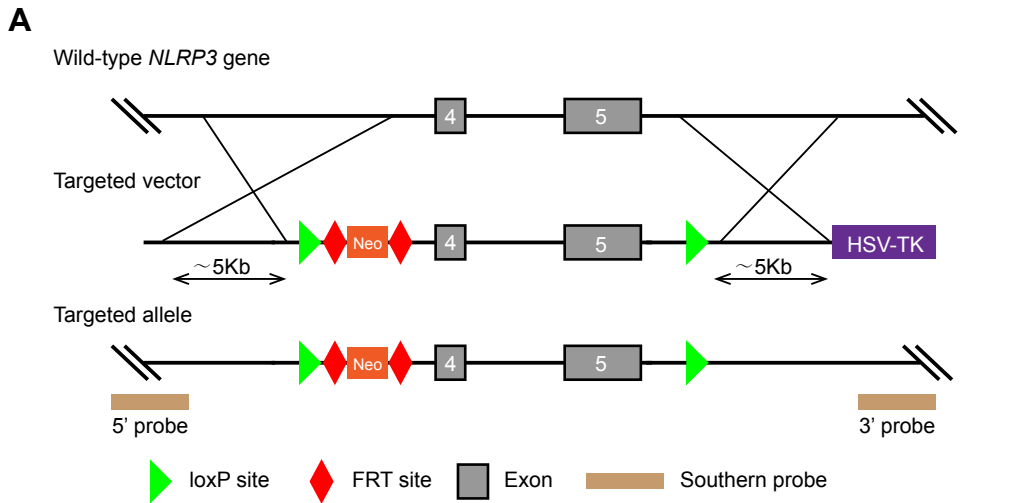 A
Wild-type NLRP3 gene
4
5
Targeted vector
Neo
4
5
HSV-TK
~5Kb
~5Kb
Targeted allele
Neo
4
5
5’ probe
3’ probe
loxP site
FRT site
Exon
Southern probe